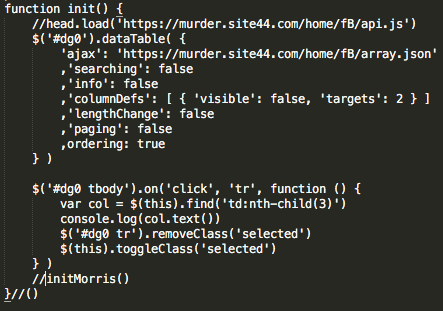 function init() {
//head.load('https://murder.site44.com/home/fB/api.js')
$('#dg0').dataTable( {
'ajax': 'https://murder.site44.com/home/fB/array.json'
,'searching': false
,'info': false
,'columnDefs': [ { 'visible': false, 'targets': 2 } ]
,'lengthChange': false
,'paging': false
,ordering: true
} )
$('#dg0 tbody').on('click', 'tr', function () {
var col = $(this).find('td:nth-child(3)')
console.log(col.text())
$('#dg0 tr').removeClass('selected')
$(this).toggleClass('selected')
} )
//initMorris()
}//()